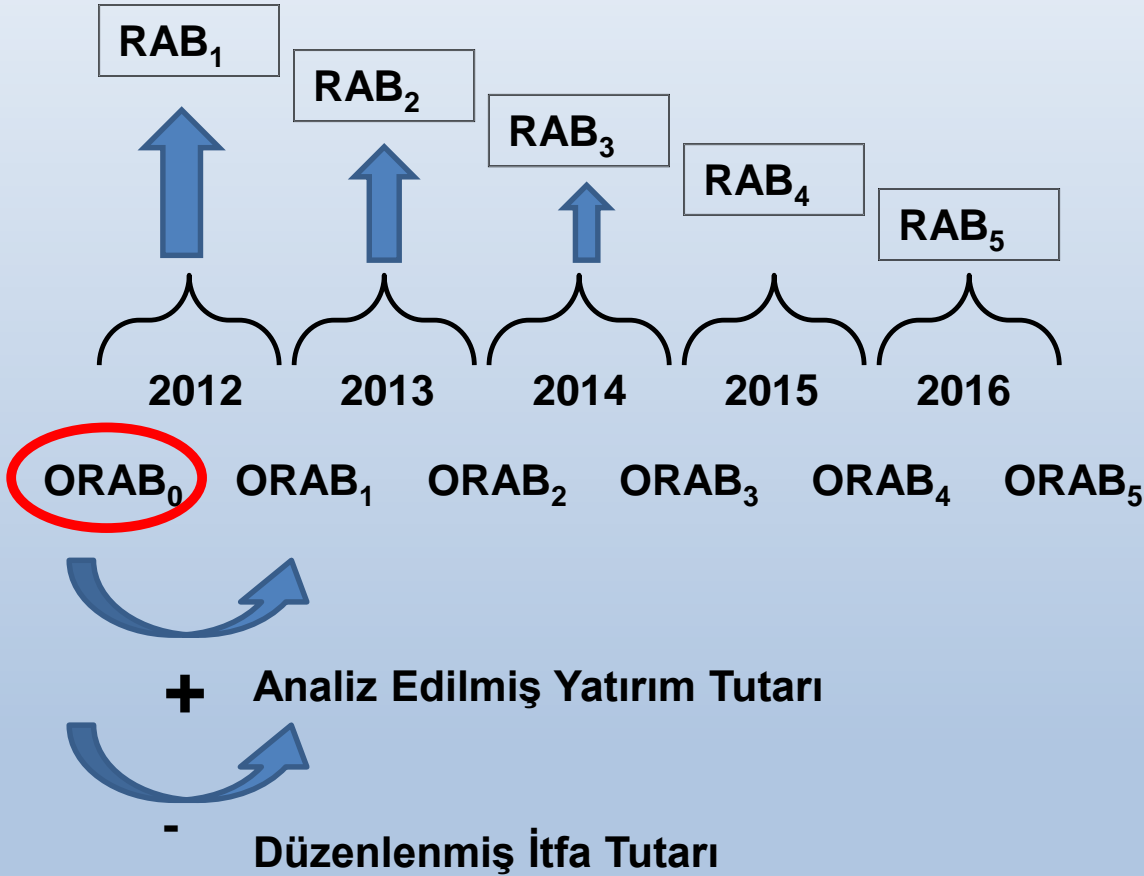 RAB₁
RAB₂
RAB₃
RAB₄
RAB₅
2012 2013 2014 2015 2016
ORAB₀ ORAB₁ ORAB₂ ORAB₃ ORAB₄ ORAB₅
+ Analiz Edilmiş Yatırım Tutarı
-
Düzenlenmiş İtfa Tutarı